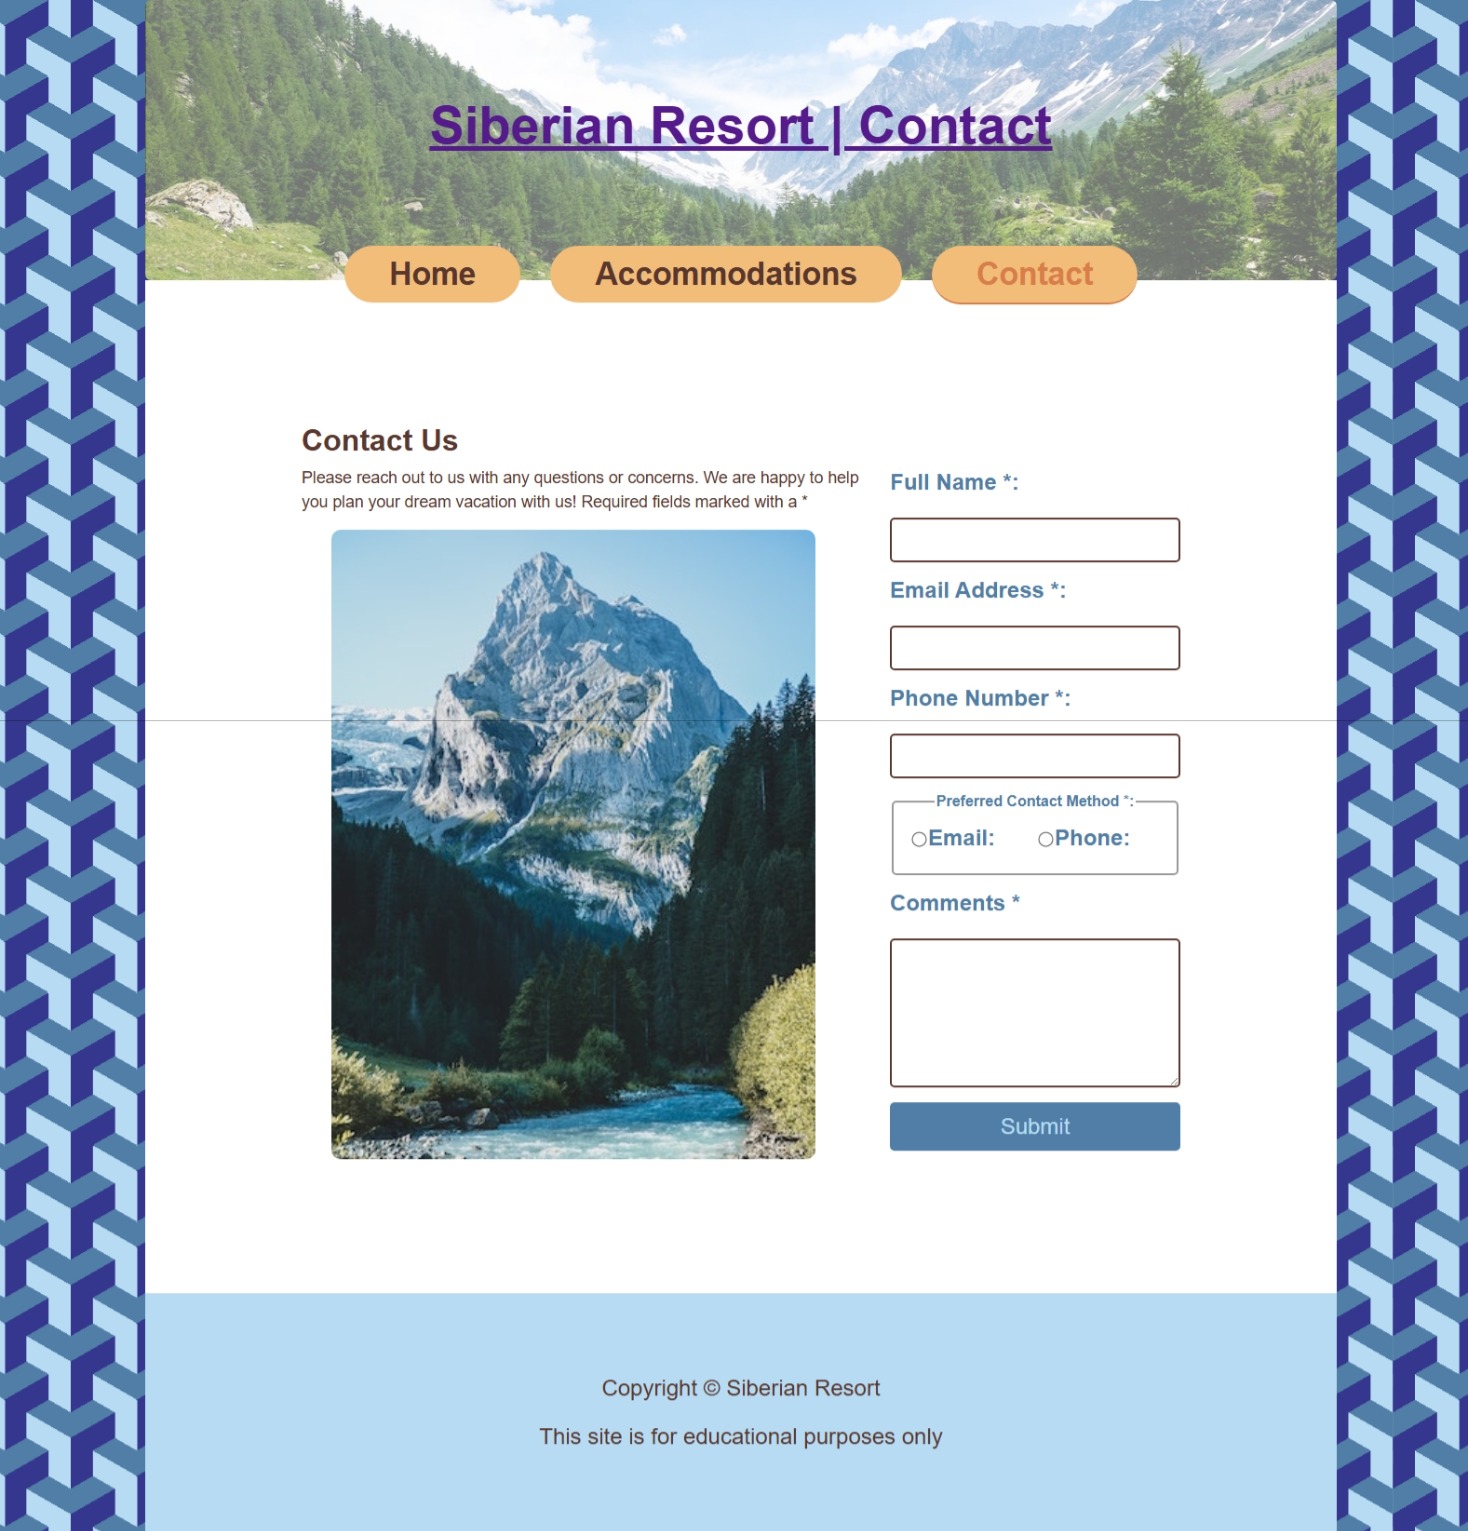 Siberian Resort | Contact
Home
Accommodations
Contact
Contact Us
Please reach out to us with any questions or concerns. We are happy to help
you plan your dream vacation with us! Required fields marked with a *
Full Name *:
Email Address *:
Phone Number *:
Preferred Contact Method *:
Email:
Phone:
Comments *
Submit
Copyright © Siberian Resort
This site is for educational purposes only